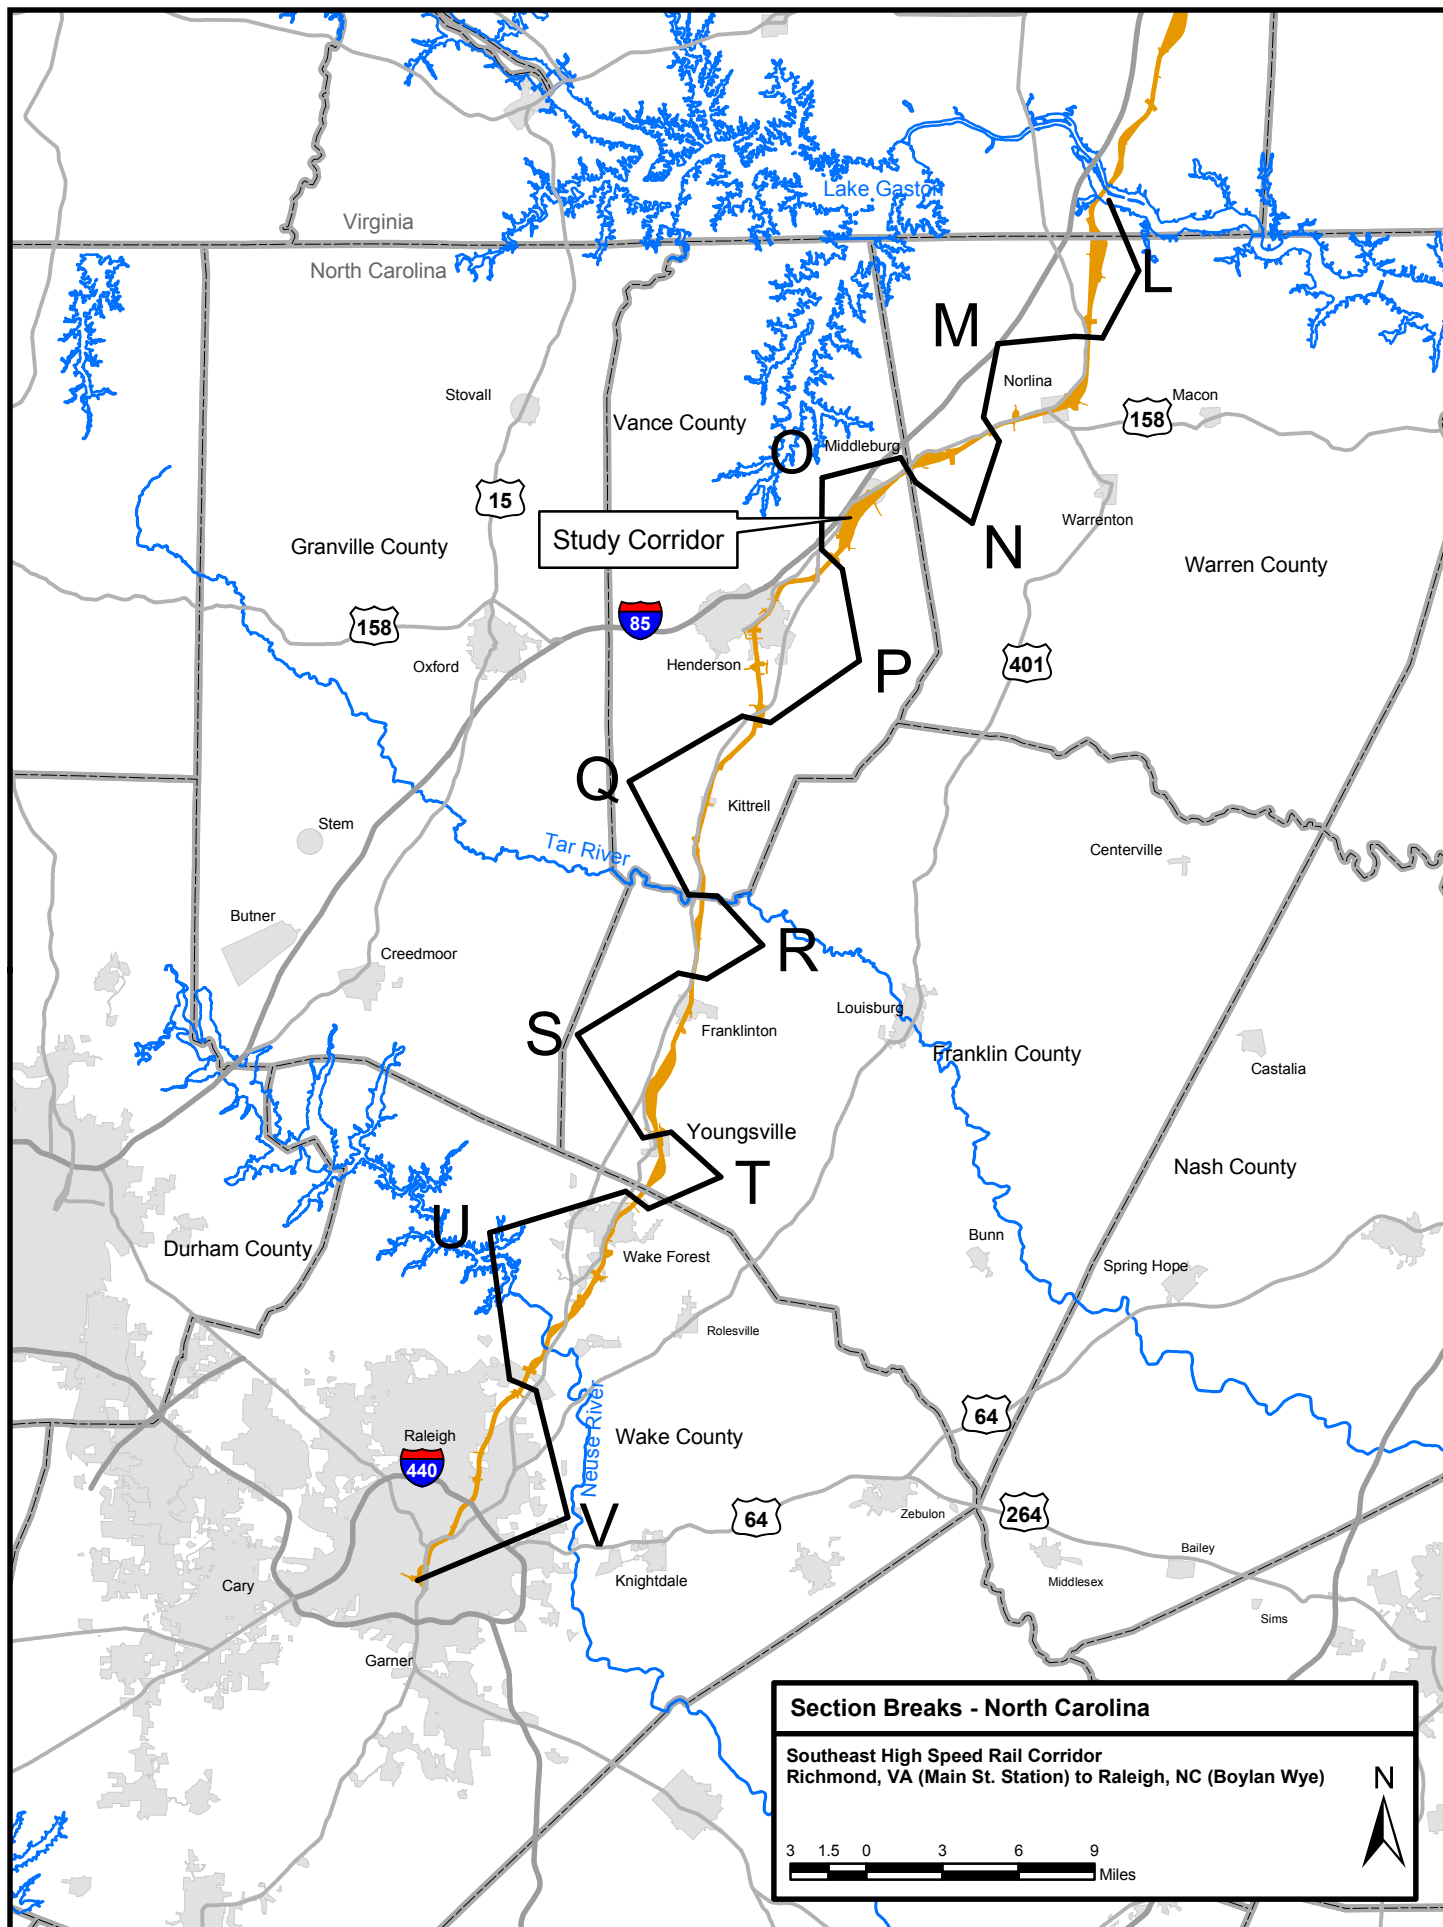 Lake Gaston
Virginia
North Carolina
L
M
Norlina
Macon
158
Stovall
Vance County
O
Middleburg
15
Study Corridor
N
Warrenton
Granville County
Warren County
158
85
Oxford
Henderson
P
401
Q
Kittrell
Stem
Tar River
Centerville
Butner
Creedmoor
R
Louisburg
S
Franklinton
Franklin County
Castalia
Youngsville
T
Nash County
U
Durham County
Wake Forest
Bunn
Spring Hope
Rolesville
Neuse River
64
Raleigh
440
Wake County
V
64
Zebulon
264
Knightdale
Bailey
Middlesex
Cary
Sims
Garner
Section Breaks - North Carolina
Southeast High Speed Rail Corridor
Richmond, VA (Main St. Station) to Raleigh, NC (Boylan Wye)
N
3 1.5 0 3 6 9
Miles